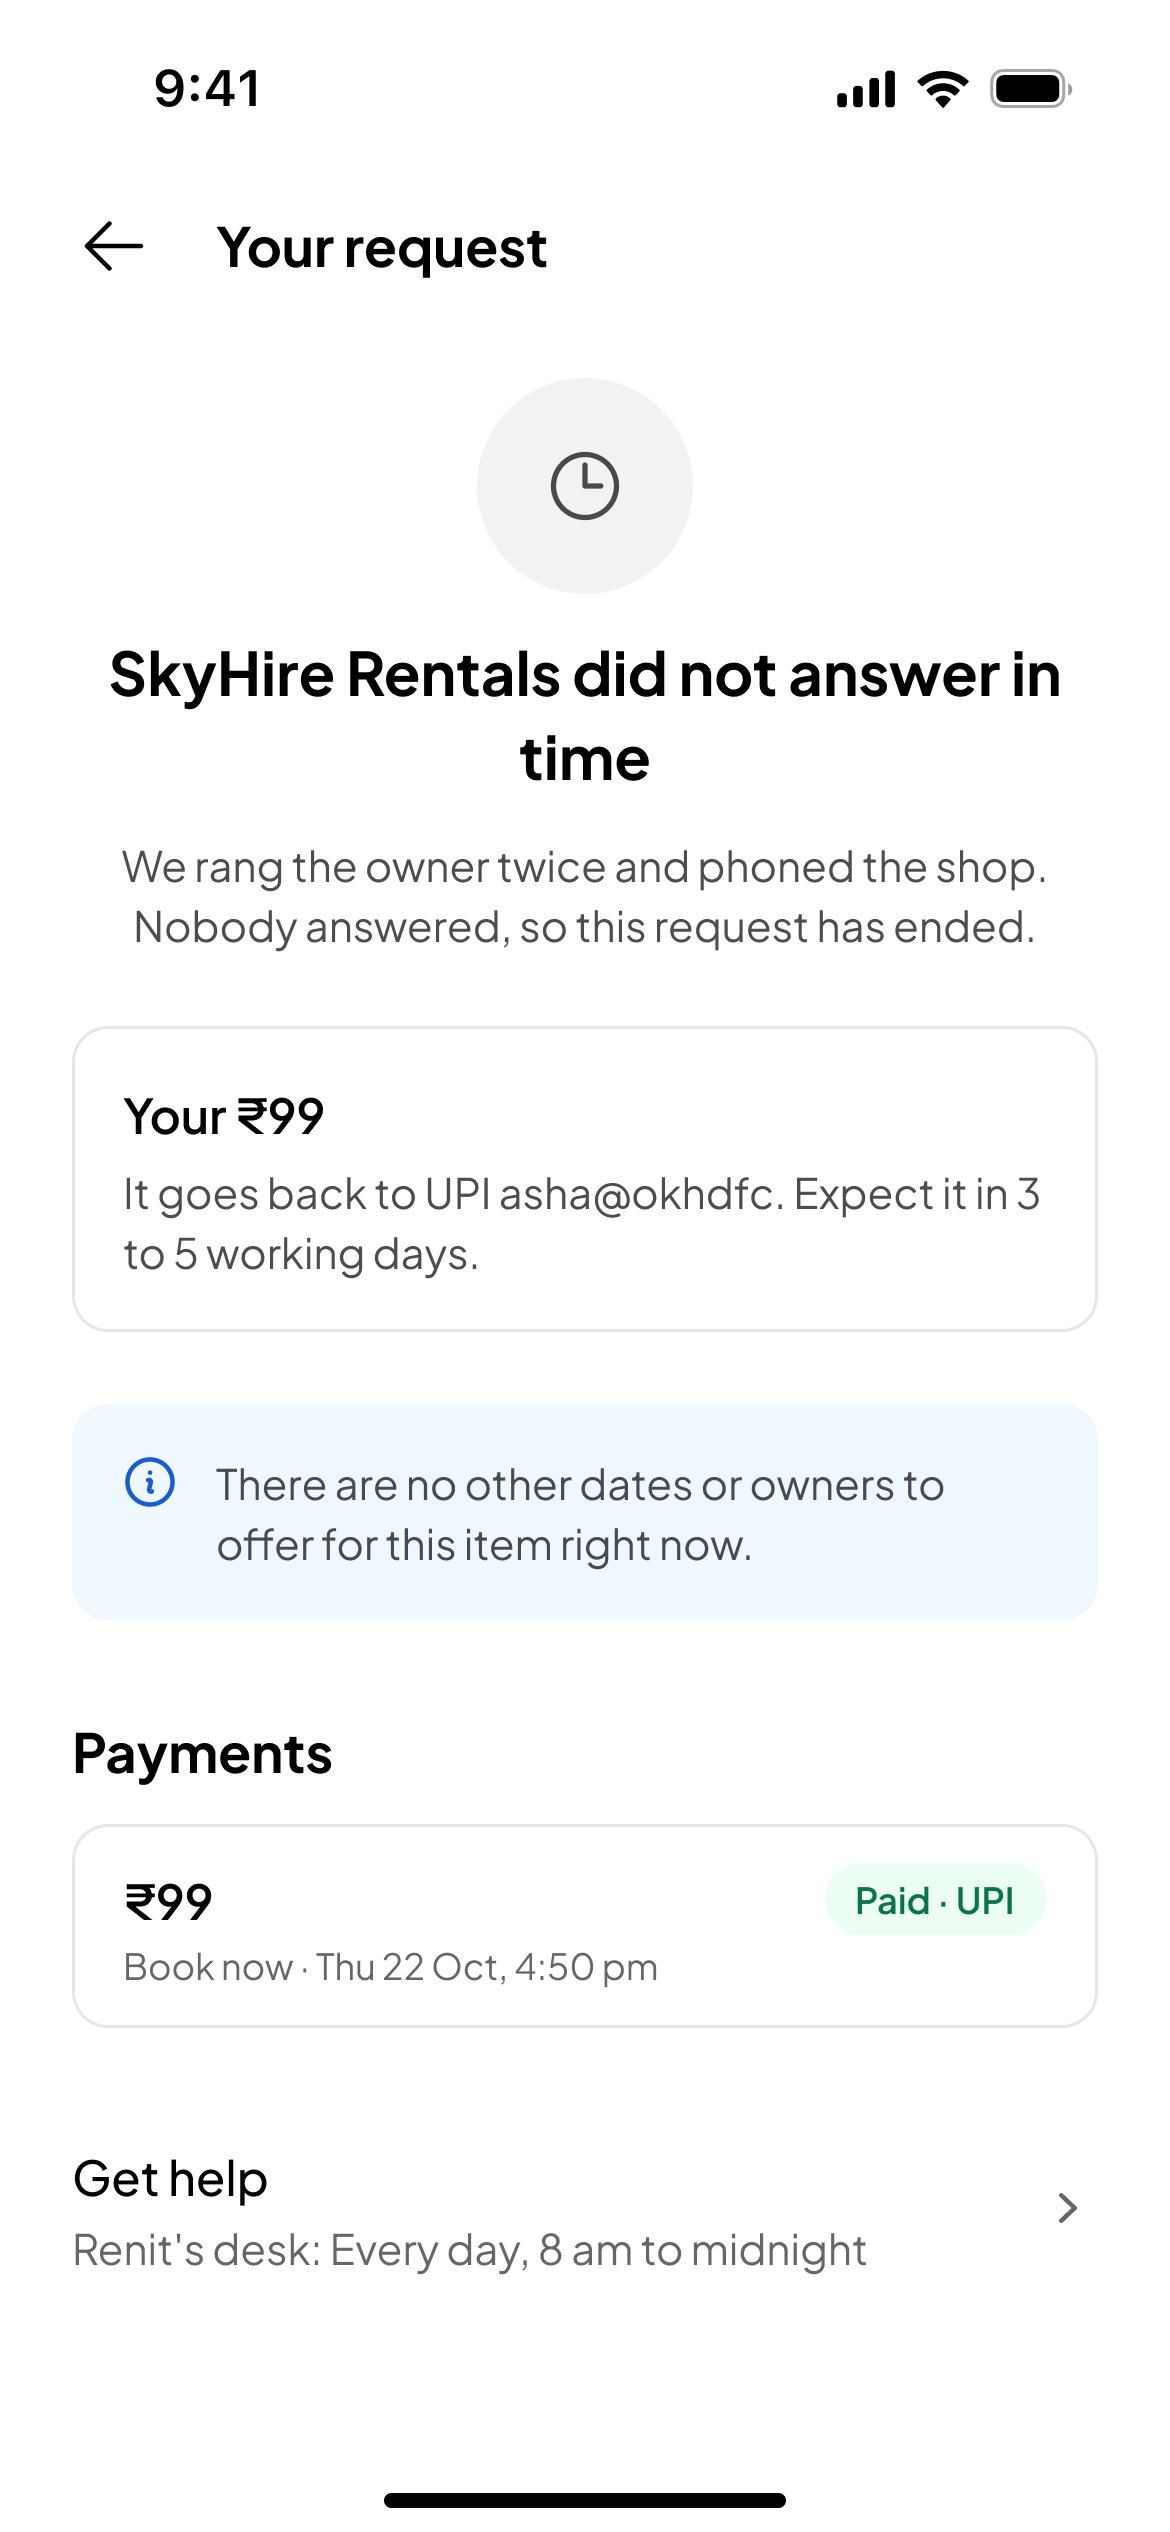 9:41
Your request
SkyHire Rentals did not answer in
time
We rang the owner twice and phoned the shop.
Nobody answered, so this request has ended.
Your ₹99
It goes back to UPI asha@okhdfc. Expect it in 3
to 5 working days.
There are no other dates or owners to
offer for this item right now.
Payments
₹99
Paid · UPI
Book now · Thu 22 Oct, 4:50 pm
Get help
Renit's desk: Every day, 8 am to midnight